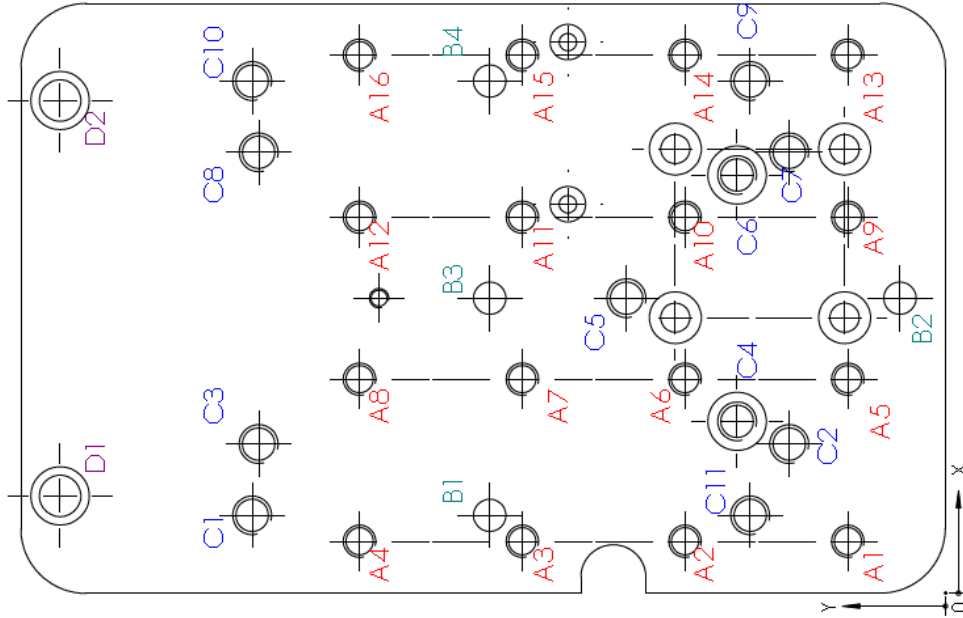 D1 D2
C1 C3 C8 C10
A4 A8 A12 A16
B1 B3 B4
A3 A7 A11 A15
C5
A2 A6 A10 A14
C11 C4 C6 C9
C7
C2
Y
A1 A5 A9 A13
B2
O X